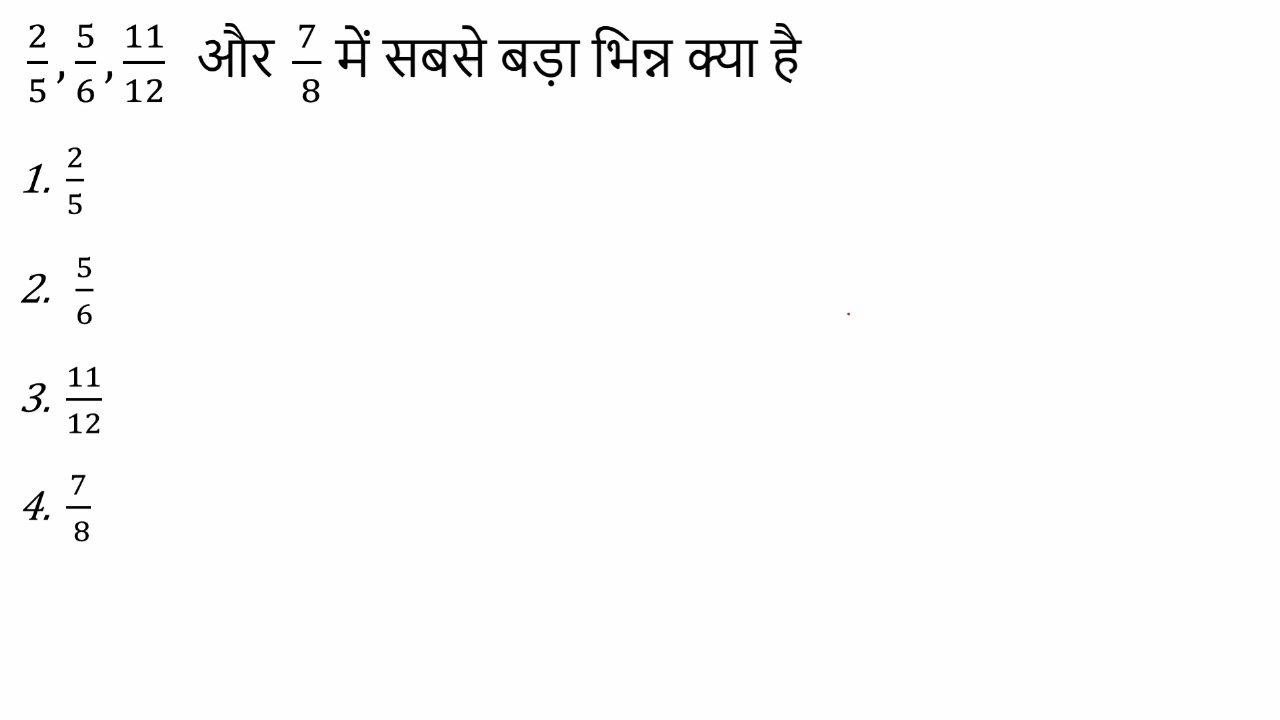 2/5, 5/6, 11/12 और 7/8 में सबसे बड़ा भिन्न क्या है
1. 2/5
2. 5/6
3. 11/12
4. 7/8